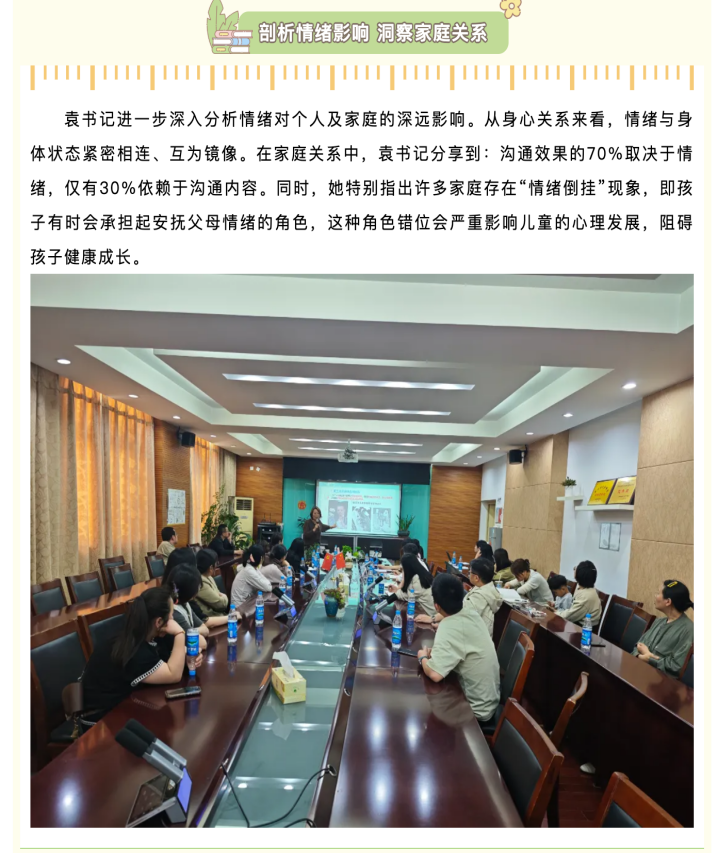 剖析情绪影响 洞察家庭关系
袁书记进一步深入分析情绪对个人及家庭的深远影响。从身心关系来看，情绪与身
体状态紧密相连、互为镜像。在家庭关系中，袁书记分享到：沟通效果的70%取决于情
绪，仅有30%依赖于沟通内容。同时，她特别指出许多家庭存在“情绪倒挂”现象，即孩
子有时会承担起安抚父母情绪的角色，这种角色错位会严重影响儿童的心理发展，阻碍
孩子健康成长。